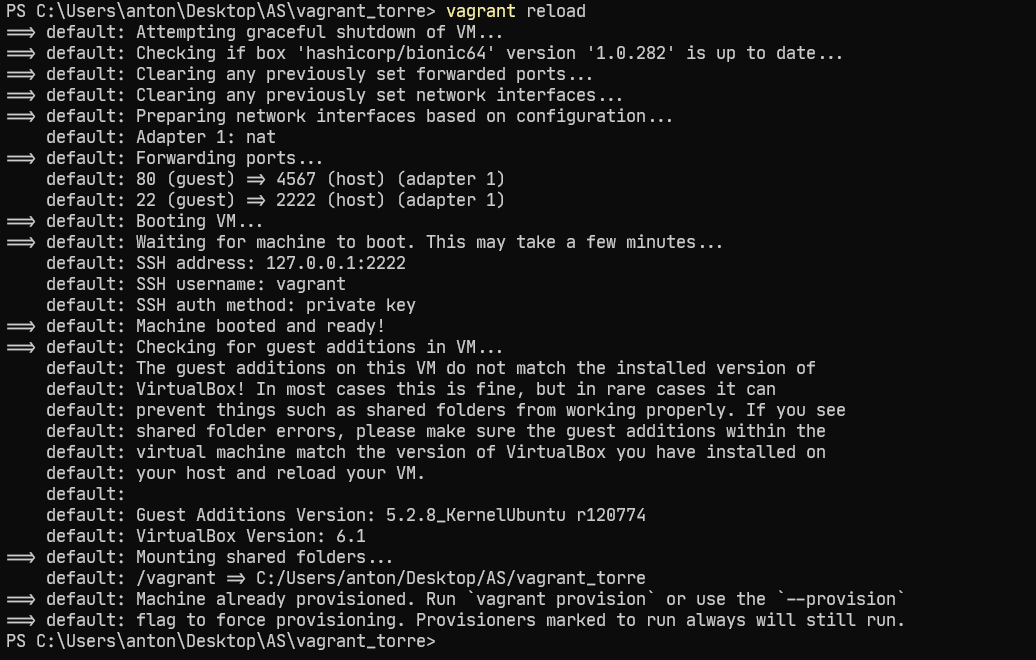 PS C:\Users\anton\Desktop\AS\vagrant_torre> vagrant reload
==> default: Attempting graceful shutdown of VM...
==> default: Checking if box 'hashicorp/bionic64' version '1.0.282' is up to date...
==> default: Clearing any previously set forwarded ports...
==> default: Clearing any previously set network interfaces...
==> default: Preparing network interfaces based on configuration...
    default: Adapter 1: nat
==> default: Forwarding ports...
    default: 80 (guest) => 4567 (host) (adapter 1)
    default: 22 (guest) => 2222 (host) (adapter 1)
==> default: Booting VM...
==> default: Waiting for machine to boot. This may take a few minutes...
    default: SSH address: 127.0.0.1:2222
    default: SSH username: vagrant
    default: SSH auth method: private key
==> default: Machine booted and ready!
==> default: Checking for guest additions in VM...
    default: The guest additions on this VM do not match the installed version of
    default: VirtualBox! In most cases this is fine, but in rare cases it can
    default: prevent things such as shared folders from working properly. If you see
    default: shared folder errors, please make sure the guest additions within the
    default: virtual machine match the version of VirtualBox you have installed on
    default: your host and reload your VM.
    default:
    default: Guest Additions Version: 5.2.8_KernelUbuntu r120774
    default: VirtualBox Version: 6.1
==> default: Mounting shared folders...
    default: /vagrant => C:/Users/anton/Desktop/AS/vagrant_torre
==> default: Machine already provisioned. Run `vagrant provision` or use the `--provision`
==> default: flag to force provisioning. Provisioners marked to run always will still run.
PS C:\Users\anton\Desktop\AS\vagrant_torre>